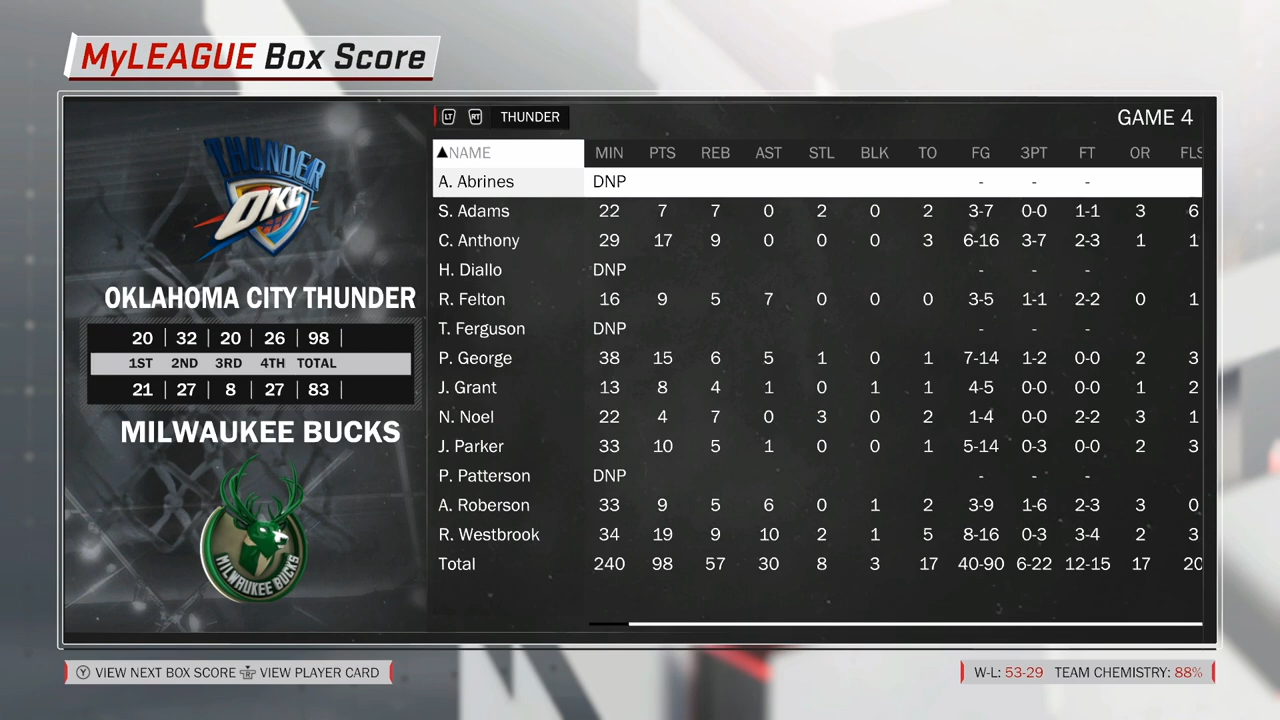 MyLEAGUE Box Score
LT RT THUNDER GAME 4
▲NAME MIN PTS REB AST STL BLK TO FG 3PT FT OR FLS
A. Abrines DNP - - -
S. Adams 22 7 7 0 2 0 2 3-7 0-0 1-1 3 6
C. Anthony 29 17 9 0 0 0 3 6-16 3-7 2-3 1 1
H. Diallo DNP - - -
R. Felton 16 9 5 7 0 0 0 3-5 1-1 2-2 0 1
T. Ferguson DNP - - -
P. George 38 15 6 5 1 0 1 7-14 1-2 0-0 2 3
J. Grant 13 8 4 1 0 1 1 4-5 0-0 0-0 1 2
N. Noel 22 4 7 0 3 0 2 1-4 0-0 2-2 3 1
J. Parker 33 10 5 1 0 0 1 5-14 0-3 0-0 2 3
P. Patterson DNP - - -
A. Roberson 33 9 5 6 0 1 2 3-9 1-6 2-3 3 0
R. Westbrook 34 19 9 10 2 1 5 8-16 0-3 3-4 2 3
Total 240 98 57 30 8 3 17 40-90 6-22 12-15 17 20
THUNDER
OKC
OKLAHOMA CITY THUNDER
20 | 32 | 20 | 26 | 98 |
1ST 2ND 3RD 4TH TOTAL
21 | 27 | 8 | 27 | 83 |
MILWAUKEE BUCKS
MILWAUKEE BUCKS
Y VIEW NEXT BOX SCORE R VIEW PLAYER CARD
W-L: 53-29 TEAM CHEMISTRY: 88%